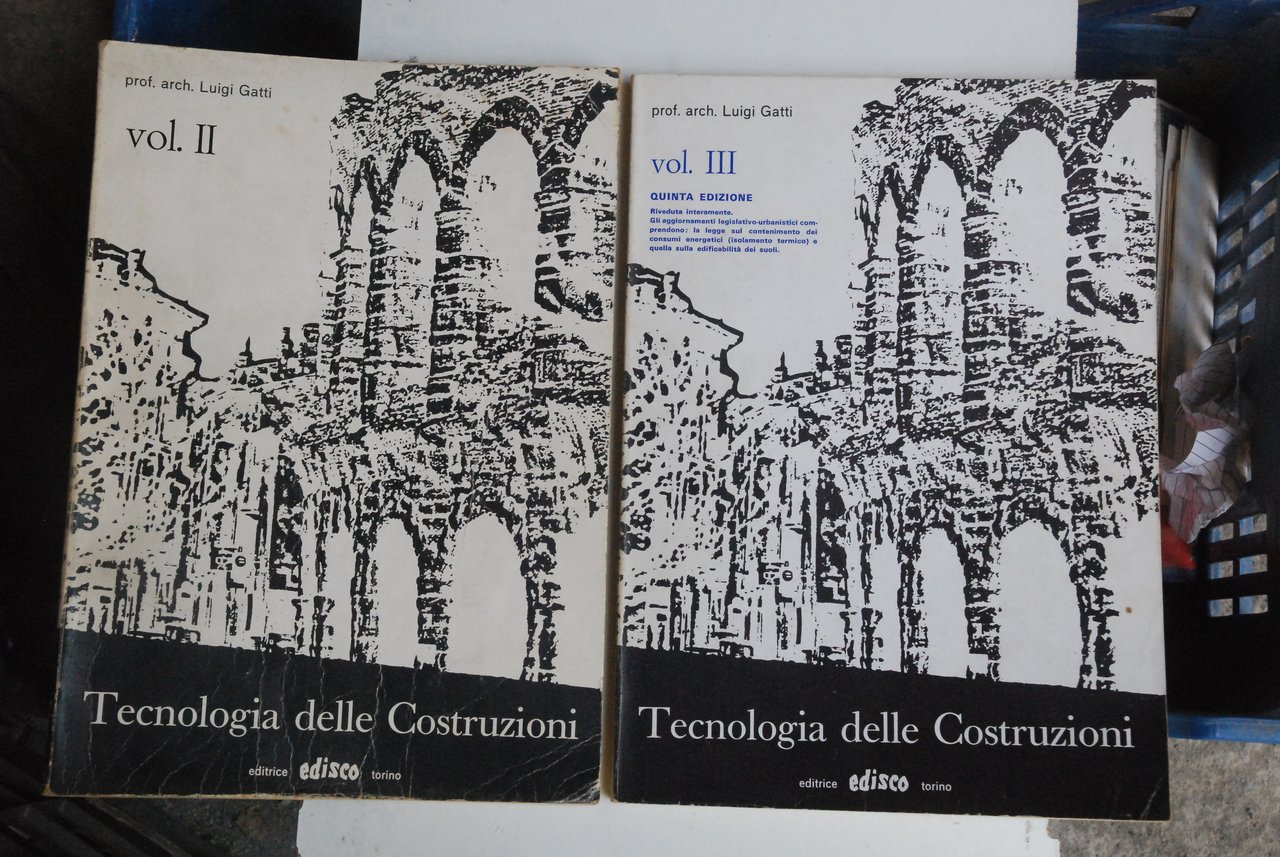 prof. arch. Luigi Gatti
vol. II
Tecnologia delle Costruzioni
editrice edisco torino
prof. arch. Luigi Gatti
vol. III
QUINTA EDIZIONE
Riveduta interamente.
Gli aggiornamenti legislativo-urbanistici com-
prendono: la legge sul contenimento dei
consumi energetici (isolamento termico) e
quella sulla edificabilità dei suoli.
Tecnologia delle Costruzioni
editrice edisco torino